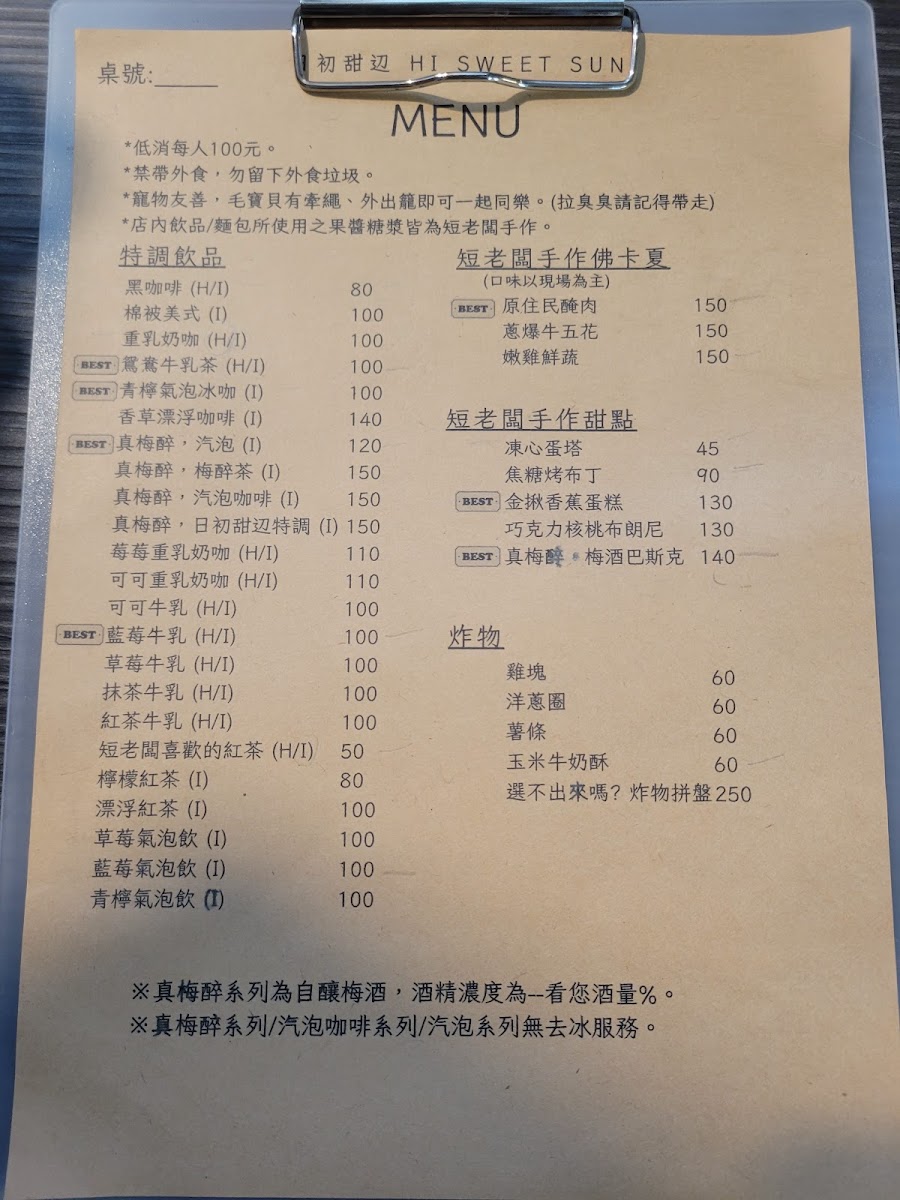 桌號:_____
初甜辺 HI SWEET SUN
MENU
*低消每人100元。
*禁帶外食，勿留下外食垃圾。
*寵物友善，毛寶貝有牽繩、外出籠即可一起同樂。(拉臭臭請記得帶走)
*店內飲品/麵包所使用之果醬糖漿皆為短老闆手作。
特調飲品
黑咖啡 (H/I) 80
棉被美式 (I) 100
重乳奶咖 (H/I) 100
BEST 鴛鴦牛乳茶 (H/I) 100
BEST 青檸氣泡冰咖 (I) 100
香草漂浮咖啡 (I) 140
BEST 真梅醉，汽泡 (I) 120
真梅醉，梅醉茶 (I) 150
真梅醉，汽泡咖啡 (I) 150
真梅醉，日初甜辺特調 (I) 150
莓莓重乳奶咖 (H/I) 110
可可重乳奶咖 (H/I) 110
可可牛乳 (H/I) 100
BEST 藍莓牛乳 (H/I) 100
草莓牛乳 (H/I) 100
抹茶牛乳 (H/I) 100
紅茶牛乳 (H/I) 100
短老闆喜歡的紅茶 (H/I) 50
檸檬紅茶 (I) 80
漂浮紅茶 (I) 100
草莓氣泡飲 (I) 100
藍莓氣泡飲 (I) 100
青檸氣泡飲 (I) 100
短老闆手作佛卡夏
(口味以現場為主)
BEST 原住民醃肉 150
蔥爆牛五花 150
嫩雞鮮蔬 150
短老闆手作甜點
凍心蛋塔 45
焦糖烤布丁 90
BEST 金揪香蕉蛋糕 130
巧克力核桃布朗尼 130
BEST 真梅醉，梅酒巴斯克 140
炸物
雞塊 60
洋蔥圈 60
薯條 60
玉米牛奶酥 60
選不出來嗎? 炸物拼盤250
※真梅醉系列為自釀梅酒，酒精濃度為--看您酒量%。
※真梅醉系列/汽泡咖啡系列/汽泡系列無去冰服務。